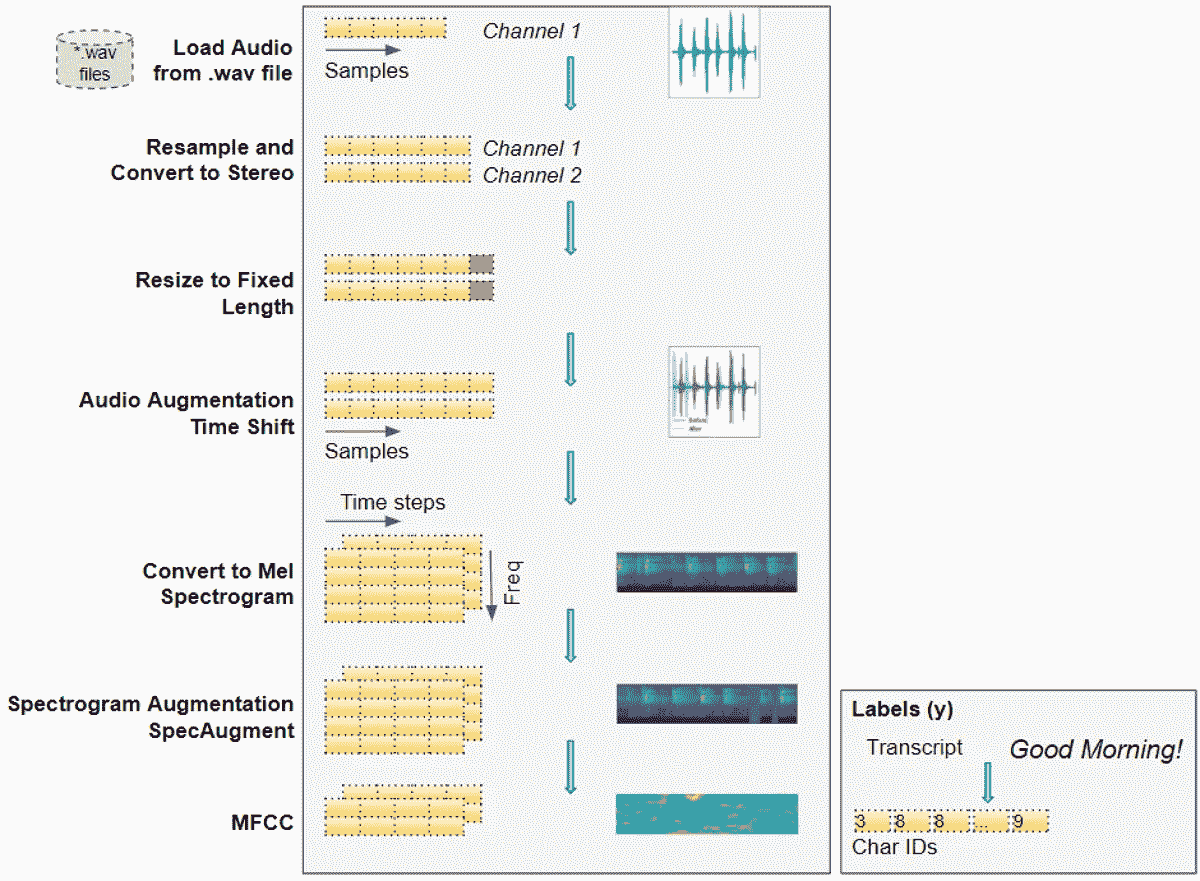 *.wav
files
Load Audio
from .wav file
Channel 1
Samples
Resample and
Convert to Stereo
Channel 1
Channel 2
Resize to Fixed
Length
Audio Augmentation
Time Shift
Samples
Before
After
Time steps
Convert to Mel
Spectrogram
Freq
Spectrogram Augmentation
SpecAugment
MFCC
Labels (y)
Transcript
Good Morning!
3 8 8 ... 9
Char IDs